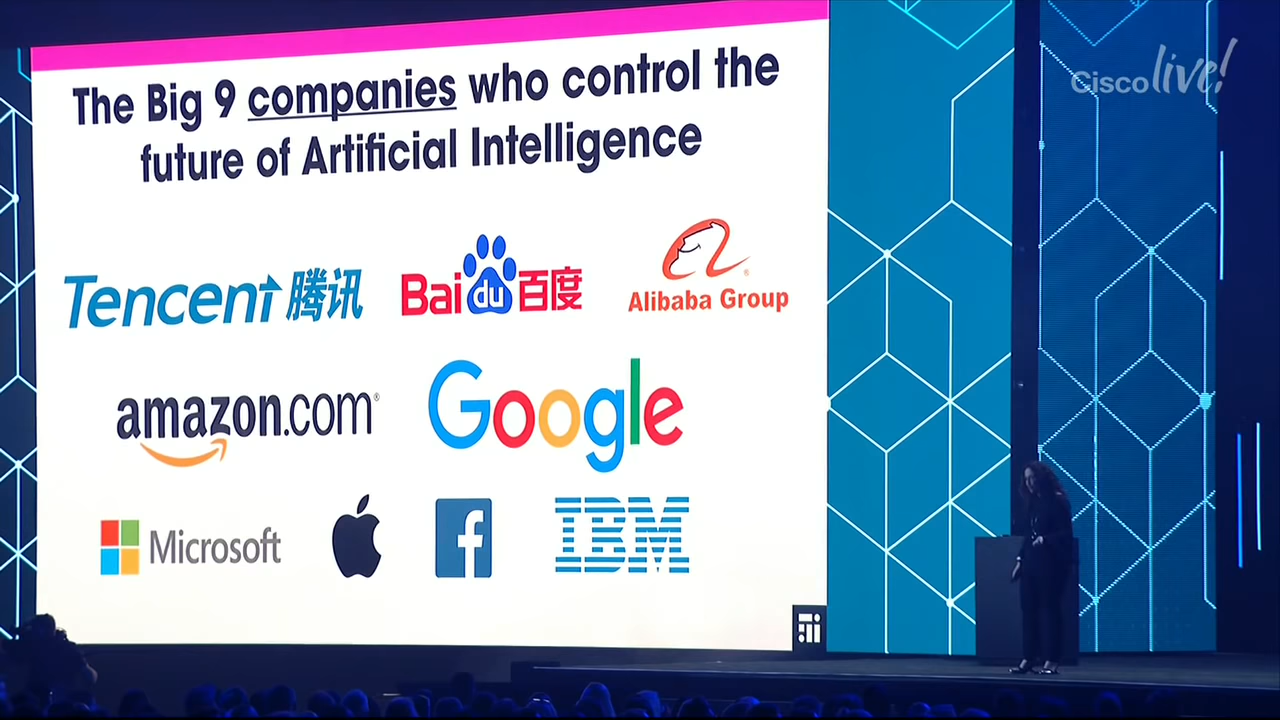 The Big 9 companies who control the
future of Artificial Intelligence
Cisco live!
Tencent 腾讯
Baidu 百度
Alibaba Group
amazon.com
Google
Microsoft
f
IBM